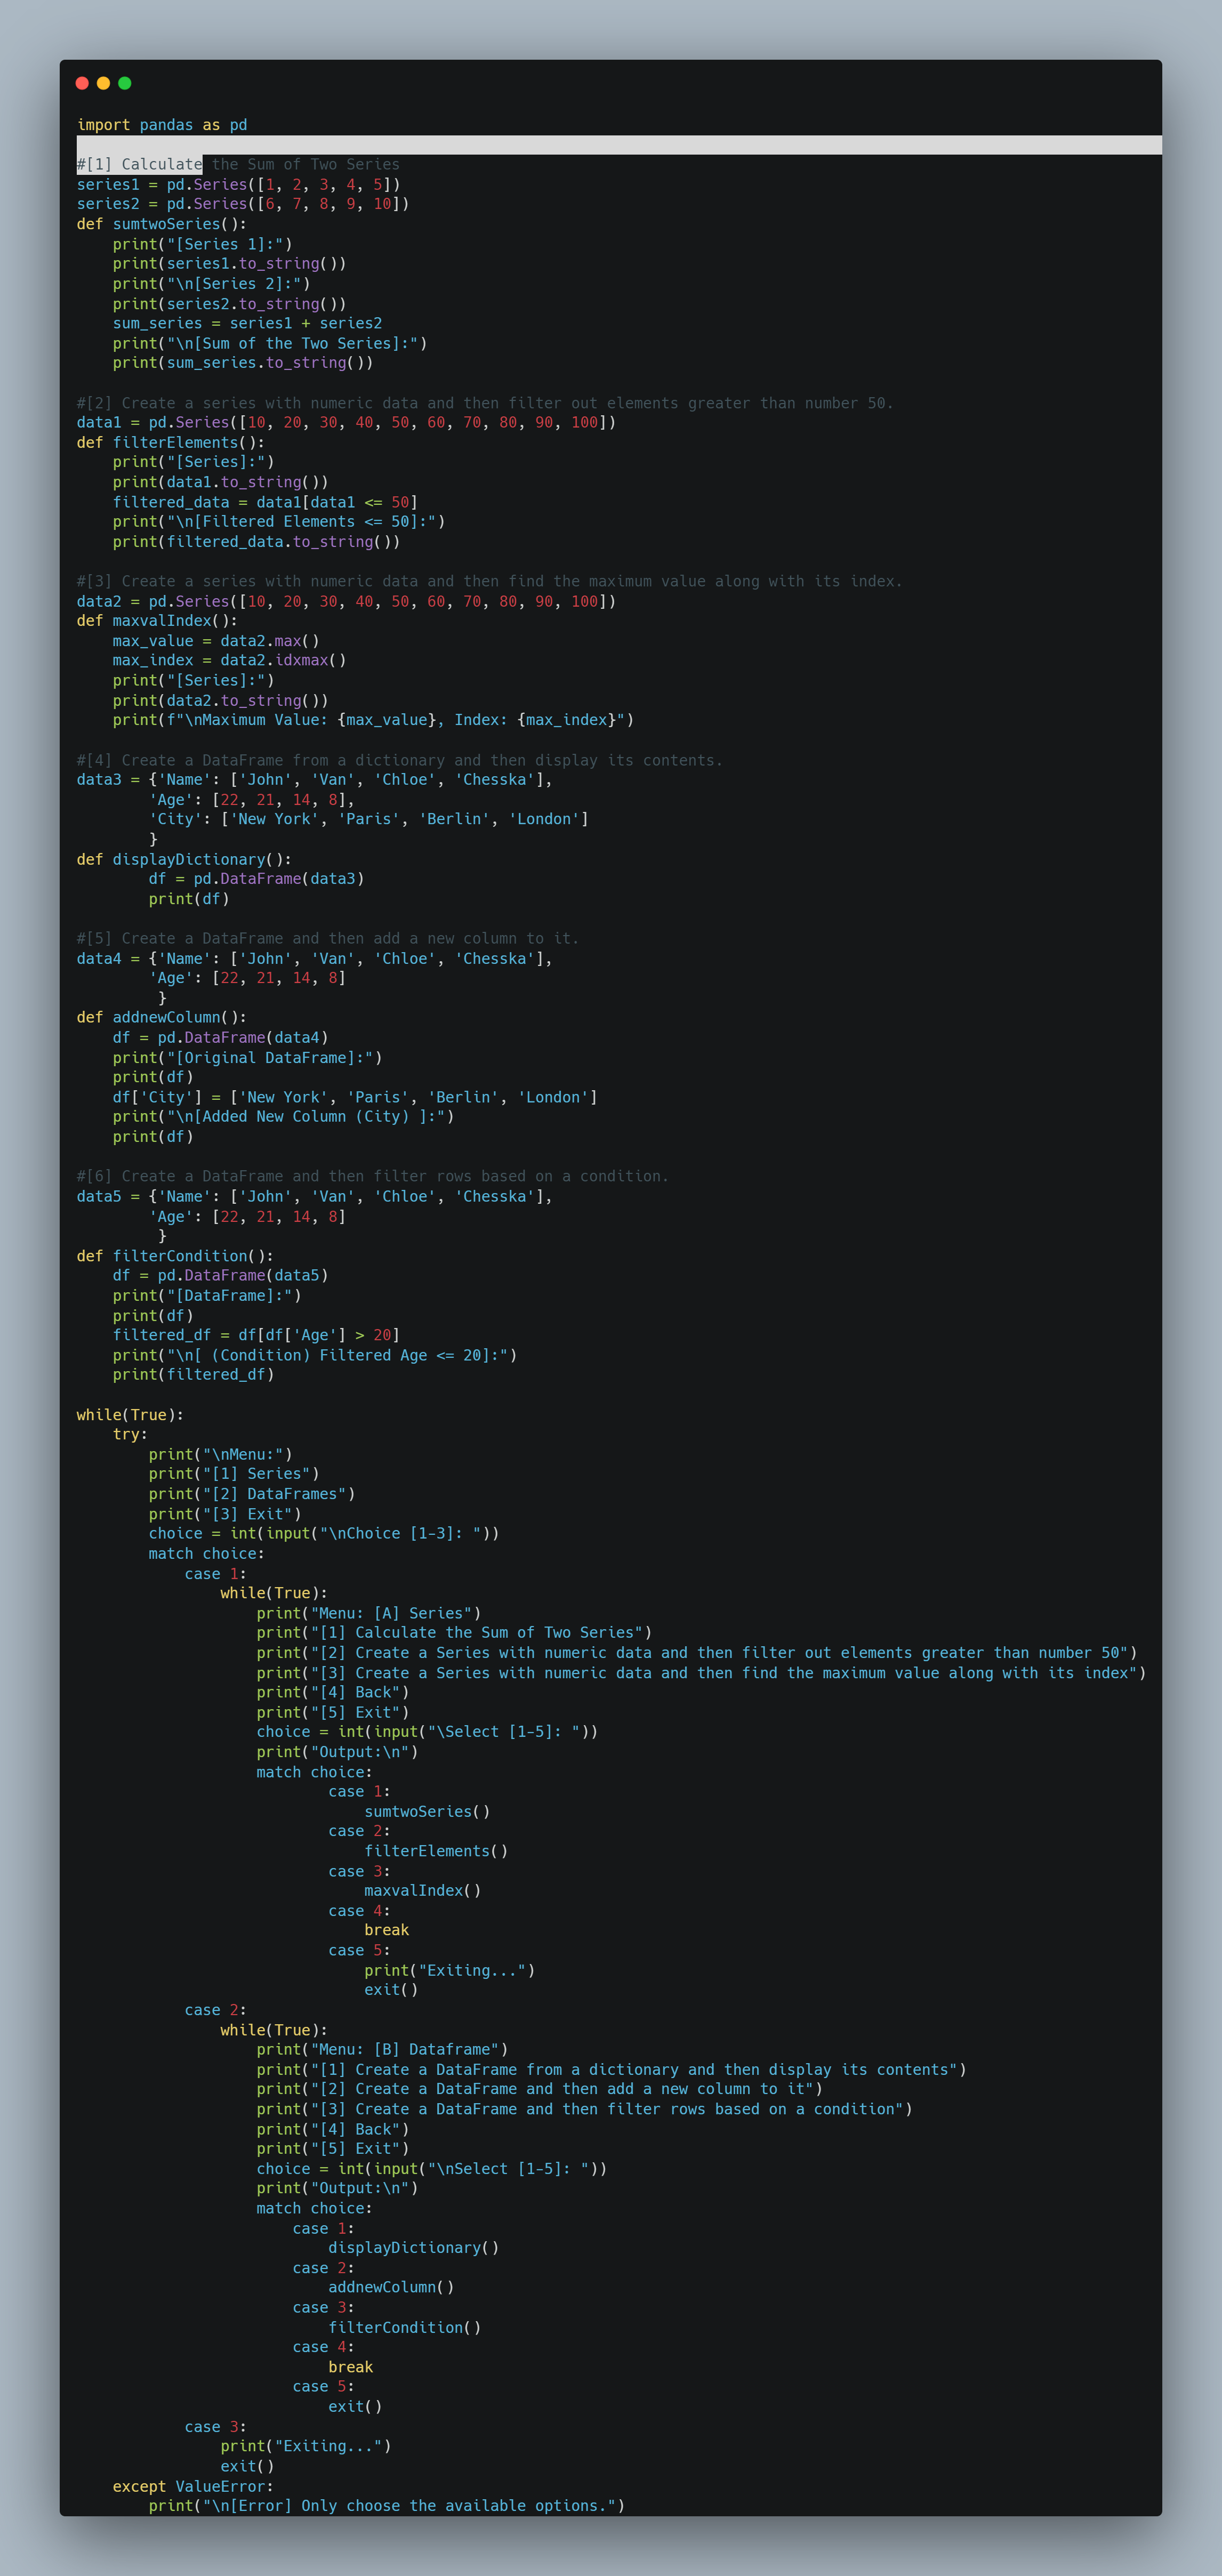 import pandas as pd

#[1] Calculate the Sum of Two Series
series1 = pd.Series([1, 2, 3, 4, 5])
series2 = pd.Series([6, 7, 8, 9, 10])
def sumtwoSeries():
    print("[Series 1]:")
    print(series1.to_string())
    print("\n[Series 2]:")
    print(series2.to_string())
    sum_series = series1 + series2
    print("\n[Sum of the Two Series]:")
    print(sum_series.to_string())

#[2] Create a series with numeric data and then filter out elements greater than number 50.
data1 = pd.Series([10, 20, 30, 40, 50, 60, 70, 80, 90, 100])
def filterElements():
    print("[Series]:")
    print(data1.to_string())
    filtered_data = data1[data1 <= 50]
    print("\n[Filtered Elements <= 50]:")
    print(filtered_data.to_string())

#[3] Create a series with numeric data and then find the maximum value along with its index.
data2 = pd.Series([10, 20, 30, 40, 50, 60, 70, 80, 90, 100])
def maxvalIndex():
    max_value = data2.max()
    max_index = data2.idxmax()
    print("[Series]:")
    print(data2.to_string())
    print(f"\nMaximum Value: {max_value}, Index: {max_index}")

#[4] Create a DataFrame from a dictionary and then display its contents.
data3 = {'Name': ['John', 'Van', 'Chloe', 'Chesska'],
        'Age': [22, 21, 14, 8],
        'City': ['New York', 'Paris', 'Berlin', 'London']
        }
def displayDictionary():
        df = pd.DataFrame(data3)
        print(df)

#[5] Create a DataFrame and then add a new column to it.
data4 = {'Name': ['John', 'Van', 'Chloe', 'Chesska'],
        'Age': [22, 21, 14, 8]
         }
def addnewColumn():
    df = pd.DataFrame(data4)
    print("[Original DataFrame]:")
    print(df)
    df['City'] = ['New York', 'Paris', 'Berlin', 'London']
    print("\n[Added New Column (City) ]:")
    print(df)

#[6] Create a DataFrame and then filter rows based on a condition.
data5 = {'Name': ['John', 'Van', 'Chloe', 'Chesska'],
        'Age': [22, 21, 14, 8]
         }
def filterCondition():
    df = pd.DataFrame(data5)
    print("[DataFrame]:")
    print(df)
    filtered_df = df[df['Age'] > 20]
    print("\n[ (Condition) Filtered Age <= 20]:")
    print(filtered_df)

while(True):
    try:
        print("\nMenu:")
        print("[1] Series")
        print("[2] DataFrames")
        print("[3] Exit")
        choice = int(input("\nChoice [1-3]: "))
        match choice:
            case 1:
                while(True):
                    print("Menu: [A] Series")
                    print("[1] Calculate the Sum of Two Series")
                    print("[2] Create a Series with numeric data and then filter out elements greater than number 50")
                    print("[3] Create a Series with numeric data and then find the maximum value along with its index")
                    print("[4] Back")
                    print("[5] Exit")
                    choice = int(input("\Select [1-5]: "))
                    print("Output:\n")
                    match choice:
                            case 1:
                                sumtwoSeries()
                            case 2:
                                filterElements()
                            case 3:
                                maxvalIndex()
                            case 4:
                                break
                            case 5:
                                print("Exiting...")
                                exit()
            case 2:
                while(True):
                    print("Menu: [B] Dataframe")
                    print("[1] Create a DataFrame from a dictionary and then display its contents")
                    print("[2] Create a DataFrame and then add a new column to it")
                    print("[3] Create a DataFrame and then filter rows based on a condition")
                    print("[4] Back")
                    print("[5] Exit")
                    choice = int(input("\nSelect [1-5]: "))
                    print("Output:\n")
                    match choice:
                        case 1:
                            displayDictionary()
                        case 2:
                            addnewColumn()
                        case 3:
                            filterCondition()
                        case 4:
                            break
                        case 5:
                            exit()
            case 3:
                print("Exiting...")
                exit()
    except ValueError:
        print("\n[Error] Only choose the available options.")